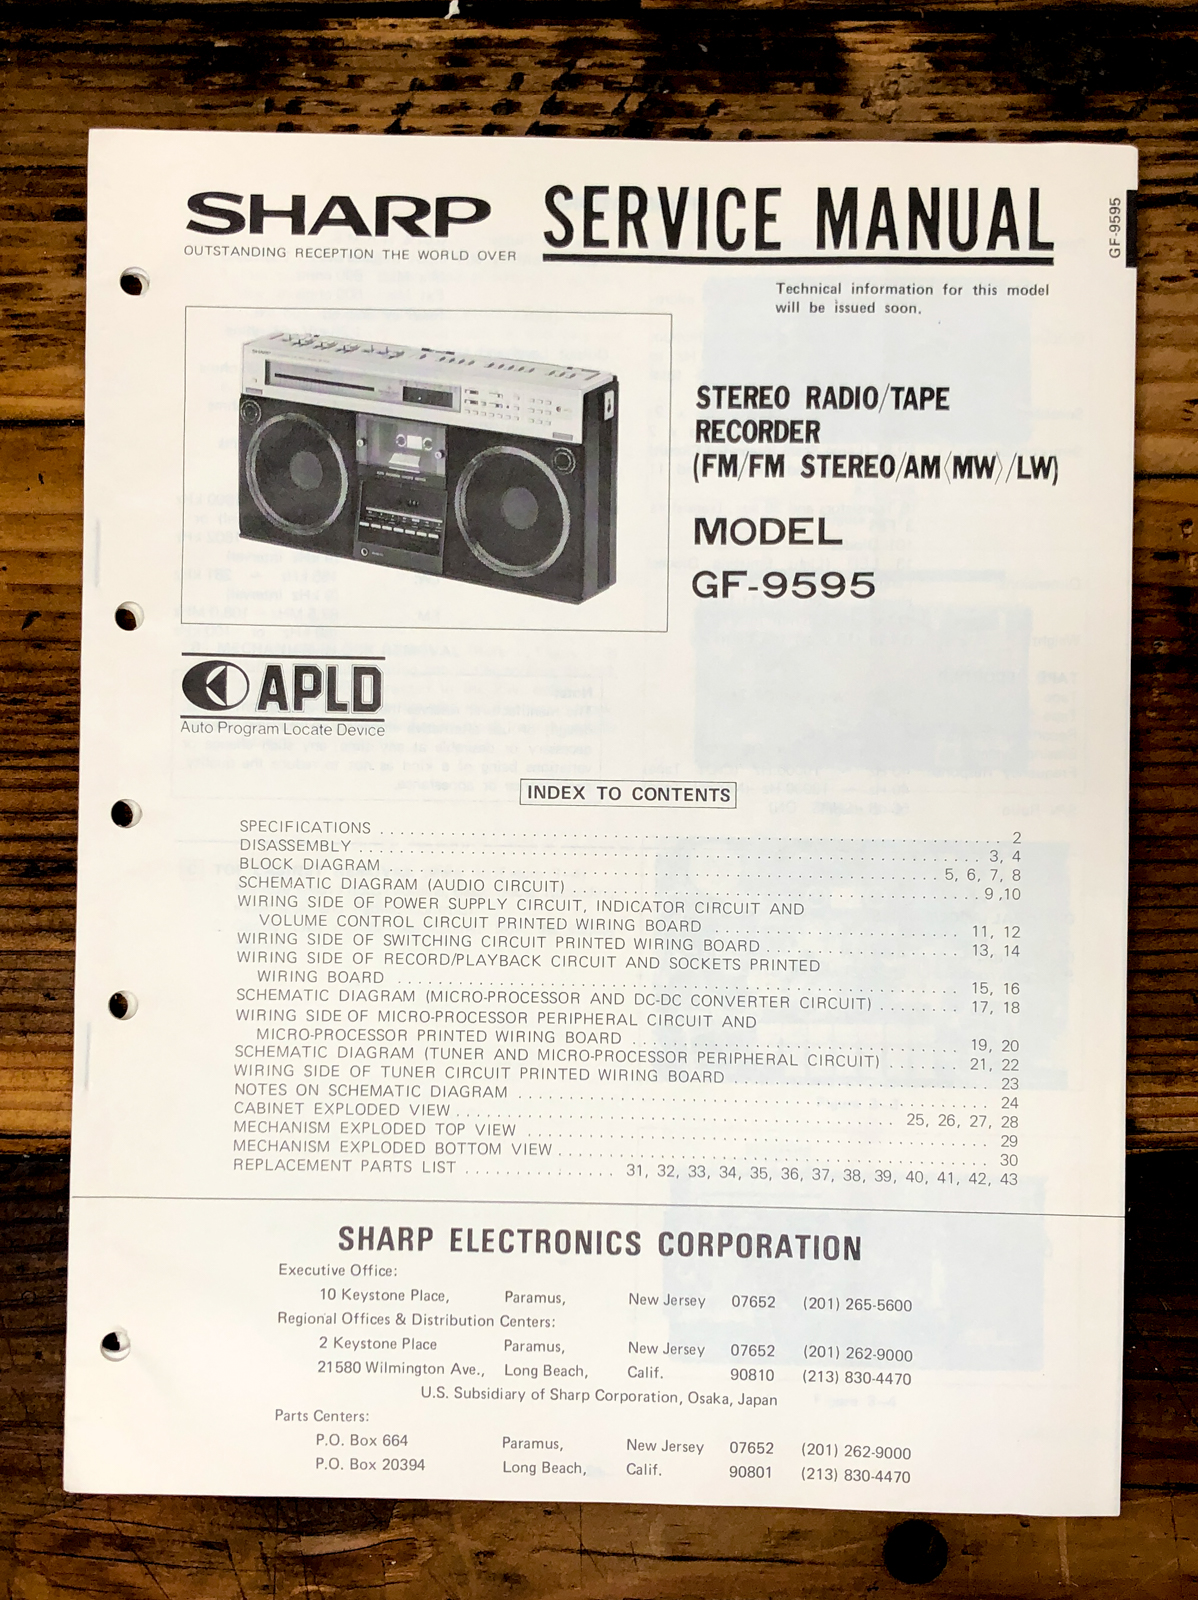 SHARP
OUTSTANDING RECEPTION THE WORLD OVER
SERVICE MANUAL
GF-9595
Technical information for this model
will be issued soon.
SHARP
STEREO RADIO/TAPE
RECORDER
(FM/FM STEREO/AM⟨MW⟩/LW)
MODEL
GF-9595
APLD
Auto Program Locate Device
INDEX TO CONTENTS
SPECIFICATIONS . . . . . . . . . . 2
DISASSEMBLY . . . . . . . . . . 3, 4
BLOCK DIAGRAM . . . . . . . . . . 5, 6, 7, 8
SCHEMATIC DIAGRAM (AUDIO CIRCUIT) . . . . . . . . . . 9 ,10
WIRING SIDE OF POWER SUPPLY CIRCUIT, INDICATOR CIRCUIT AND
VOLUME CONTROL CIRCUIT PRINTED WIRING BOARD . . . . . . . . . . 11, 12
WIRING SIDE OF SWITCHING CIRCUIT PRINTED WIRING BOARD . . . . . . . . . . 13, 14
WIRING SIDE OF RECORD/PLAYBACK CIRCUIT AND SOCKETS PRINTED
WIRING BOARD . . . . . . . . . . 15, 16
SCHEMATIC DIAGRAM (MICRO-PROCESSOR AND DC-DC CONVERTER CIRCUIT) . . . . . . . . 17, 18
WIRING SIDE OF MICRO-PROCESSOR PERIPHERAL CIRCUIT AND
MICRO-PROCESSOR PRINTED WIRING BOARD . . . . . . . . . . 19, 20
SCHEMATIC DIAGRAM (TUNER AND MICRO-PROCESSOR PERIPHERAL CIRCUIT) . . . . . . . 21, 22
WIRING SIDE OF TUNER CIRCUIT PRINTED WIRING BOARD . . . . . . . . . . 23
NOTES ON SCHEMATIC DIAGRAM . . . . . . . . . . 24
CABINET EXPLODED VIEW . . . . . . . . . . 25, 26, 27, 28
MECHANISM EXPLODED TOP VIEW . . . . . . . . . . 29
MECHANISM EXPLODED BOTTOM VIEW . . . . . . . . . . 30
REPLACEMENT PARTS LIST . . . . . . . . . . 31, 32, 33, 34, 35, 36, 37, 38, 39, 40, 41, 42, 43
SHARP ELECTRONICS CORPORATION
Executive Office:
10 Keystone Place, Paramus, New Jersey 07652 (201) 265-5600
Regional Offices & Distribution Centers:
2 Keystone Place Paramus, New Jersey 07652 (201) 262-9000
21580 Wilmington Ave., Long Beach, Calif. 90810 (213) 830-4470
U.S. Subsidiary of Sharp Corporation, Osaka, Japan
Parts Centers:
P.O. Box 664 Paramus, New Jersey 07652 (201) 262-9000
P.O. Box 20394 Long Beach, Calif. 90801 (213) 830-4470